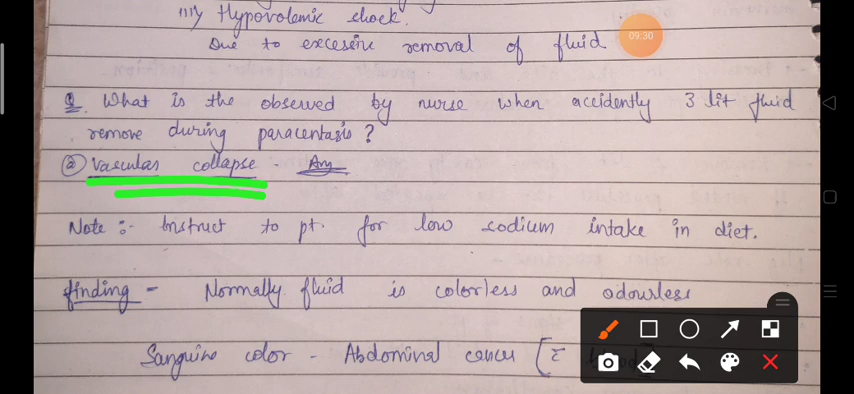 iii) Hypovolemic shock.
Due to excessive removal of fluid
09:30
Q. What is the observed by nurse when accidently 3 lit fluid
remove during paracentasis ?
(a) Vascular collapse - Ans
Note :- Instruct to pt. for low sodium intake in diet.
finding - Normally fluid is colorless and odourless
Sanguine color - Abdominal cancer [